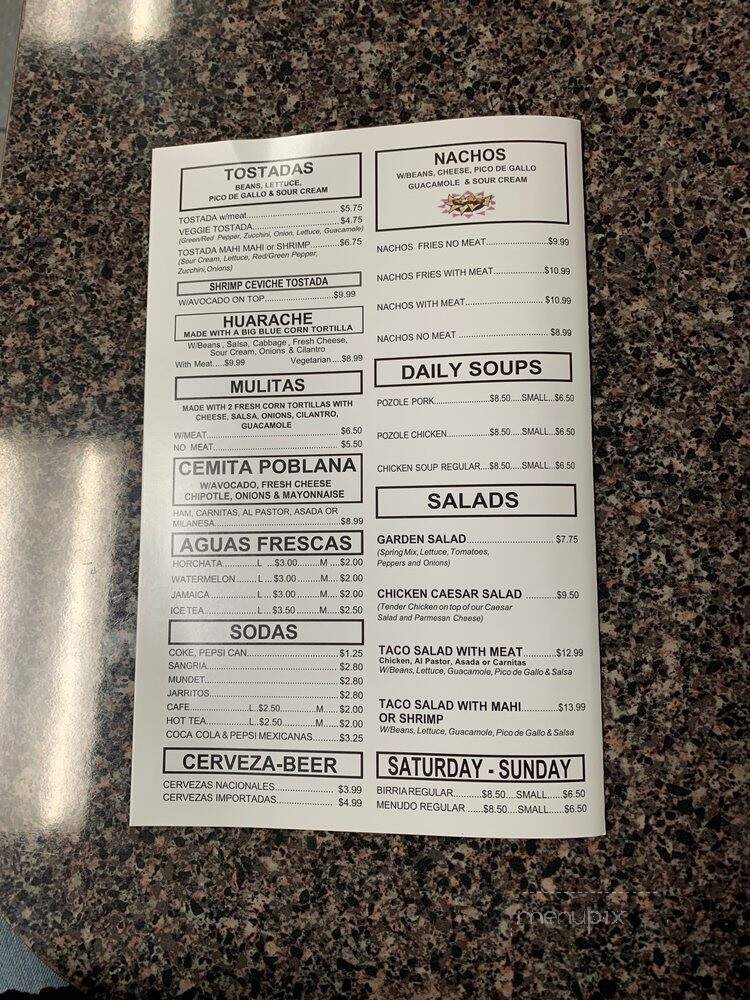 TOSTADAS
BEANS, LETTUCE,
PICO DE GALLO & SOUR CREAM
TOSTADA w/meat.................................. $5.75
VEGGIE TOSTADA................................ $4.75
(Green/Red Pepper, Zucchini, Onion, Lettuce, Guacamole)
TOSTADA MAHI MAHI or SHRIMP...........$6.75
(Sour Cream, Lettuce, Red/Green Pepper,
Zucchini, Onions)
SHRIMP CEVICHE TOSTADA
W/AVOCADO ON TOP..........................$9.99
HUARACHE
MADE WITH A BIG BLUE CORN TORTILLA
W/Beans , Salsa, Cabbage , Fresh Cheese,
Sour Cream, Onions & Cilantro
With Meat.....$9.99 Vegetarian ....$8.99
MULITAS
MADE WITH 2 FRESH CORN TORTILLAS WITH
CHEESE, SALSA, ONIONS, CILANTRO,
GUACAMOLE
W/MEAT................................................. $6.50
NO MEAT............................................... $5.50
CEMITA POBLANA
W/AVOCADO, FRESH CHEESE
CHIPOTLE, ONIONS & MAYONNAISE
HAM, CARNITAS, AL PASTOR, ASADA OR
MILANESA...............................................$8.99
AGUAS FRESCAS
HORCHATA............L ...$3.00.........M ....$2.00
WATERMELON .......L ... $3.00 ........M.... $2.00
JAMAICA................L ... $3.00 ........M .... $2.00
ICE TEA..................L ... $3.50 .........M.... $2.50
SODAS
COKE, PEPSI CAN...................................$1.25
SANGRIA.................................................$2.80
MUNDET..................................................$2.80
JARRITOS................................................$2.80
CAFE.....................L..$2.50............M...... $2.00
HOT TEA................L..$2.50............M......$2.00
COCA COLA & PEPSI MEXICANAS..........$3.25
CERVEZA-BEER
CERVEZAS NACIONALES...................... $3.99
CERVEZAS IMPORTADAS..................... $4.99
NACHOS
W/BEANS, CHEESE, PICO DE GALLO
GUACAMOLE & SOUR CREAM
NACHOS FRIES NO MEAT.......................$9.99
NACHOS FRIES WITH MEAT....................$10.99
NACHOS WITH MEAT............................. $10.99
NACHOS NO MEAT ................................ $8.99
DAILY SOUPS
POZOLE PORK.....................$8.50.....SMALL...$6.50
POZOLE CHICKEN................$8.50.....SMALL...$6.50
CHICKEN SOUP REGULAR....$8.50.....SMALL...$6.50
SALADS
GARDEN SALAD................................ $7.75
(Spring Mix, Lettuce, Tomatoes,
Peppers and Onions)
CHICKEN CAESAR SALAD ...........$9.50
(Tender Chicken on top of our Caesar
Salad and Parmesan Cheese)
TACO SALAD WITH MEAT............$12.99
Chicken, Al Pastor, Asada or Carnitas
W/Beans, Lettuce, Guacamole, Pico de Gallo & Salsa
TACO SALAD WITH MAHI.............$13.99
OR SHRIMP
W/Beans, Lettuce, Guacamole, Pico de Gallo & Salsa
SATURDAY - SUNDAY
BIRRIA REGULAR..........$8.50....SMALL......$6.50
MENUDO REGULAR ......$8.50....SMALL......$6.50
menupix